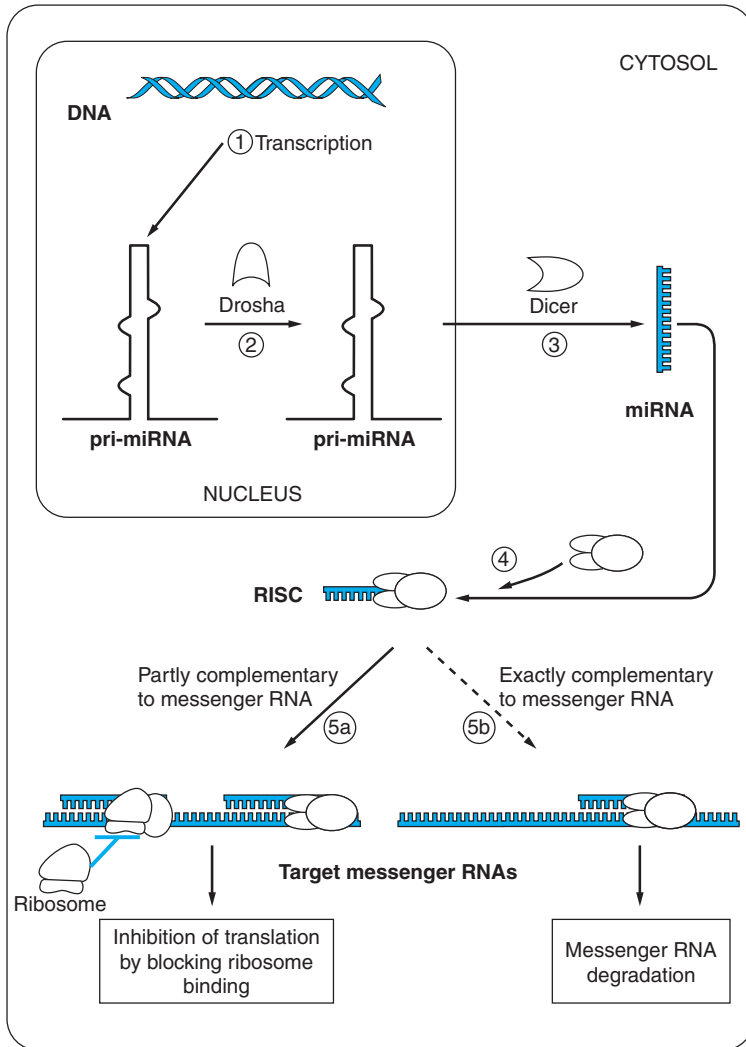 CYTOSOL
DNA
1 Transcription
Drosha
2
Dicer
3
pri-miRNA
pri-miRNA
miRNA
NUCLEUS
4
RISC
Partly complementary
to messenger RNA
Exactly complementary
to messenger RNA
5a
5b
Target messenger RNAs
Ribosome
Inhibition of translation
by blocking ribosome
binding
Messenger RNA
degradation